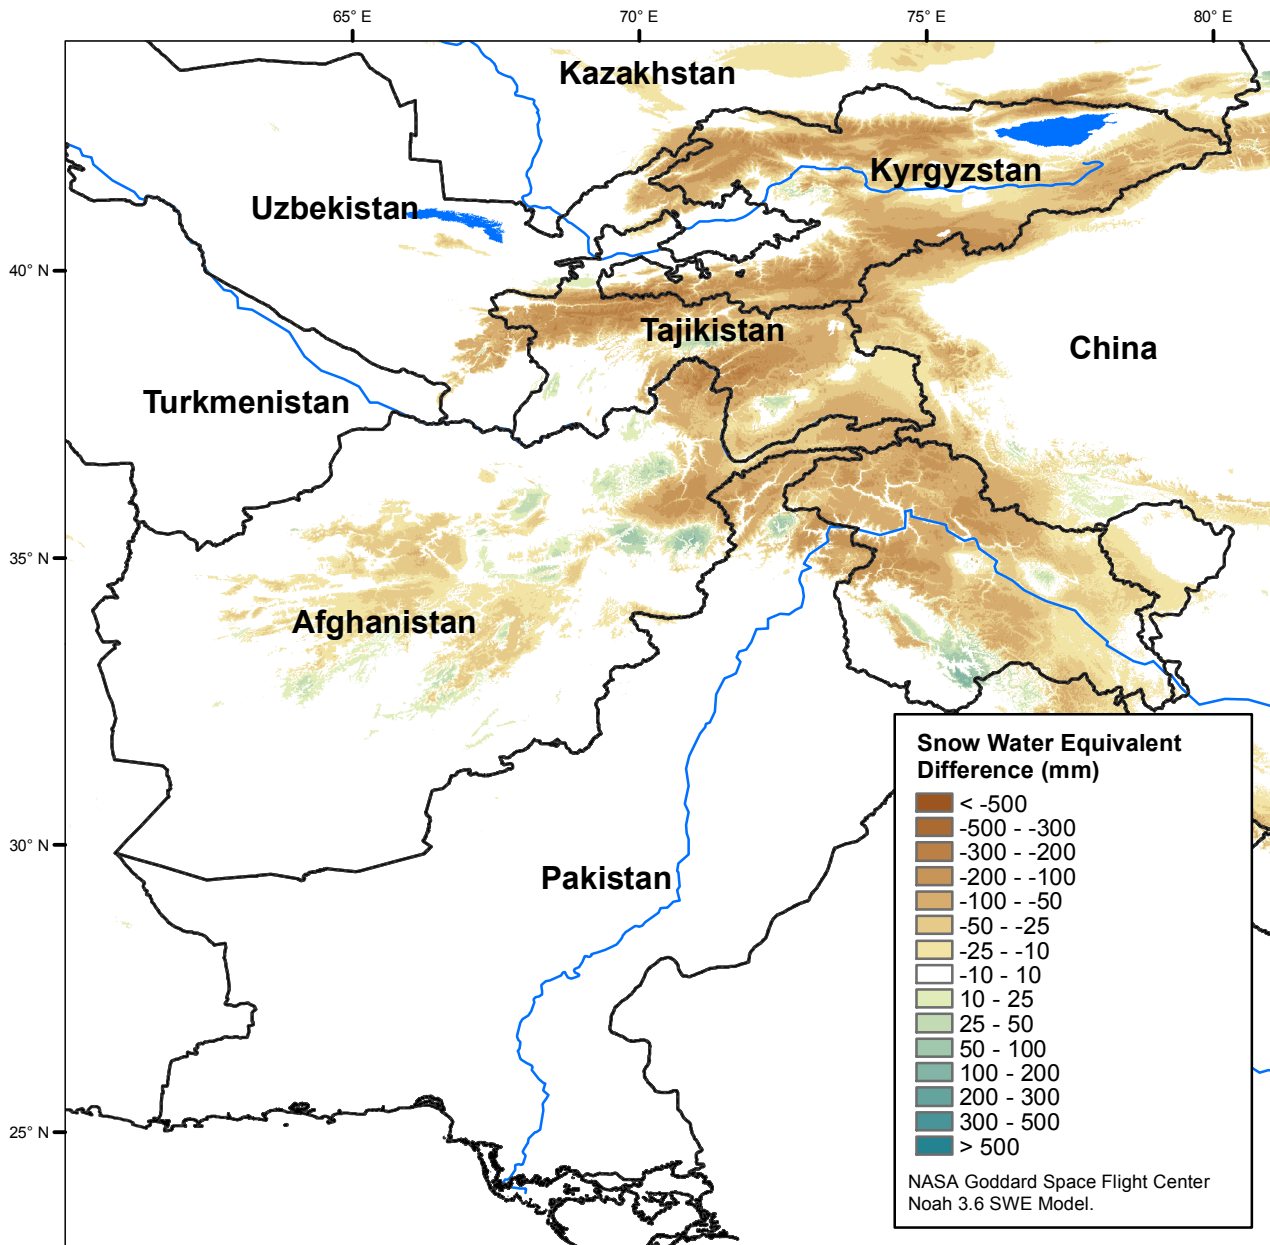 65° E
70° E
75° E
80° E
Kazakhstan
Kyrgyzstan
Uzbekistan
40° N
Tajikistan
China
Turkmenistan
35° N
Afghanistan
Snow Water Equivalent
Difference (mm)
< -500
-500 - -300
-300 - -200
-200 - -100
-100 - -50
-50 - -25
-25 - -10
-10 - 10
10 - 25
25 - 50
50 - 100
100 - 200
200 - 300
300 - 500
> 500
NASA Goddard Space Flight Center
Noah 3.6 SWE Model.
30° N
Pakistan
25° N